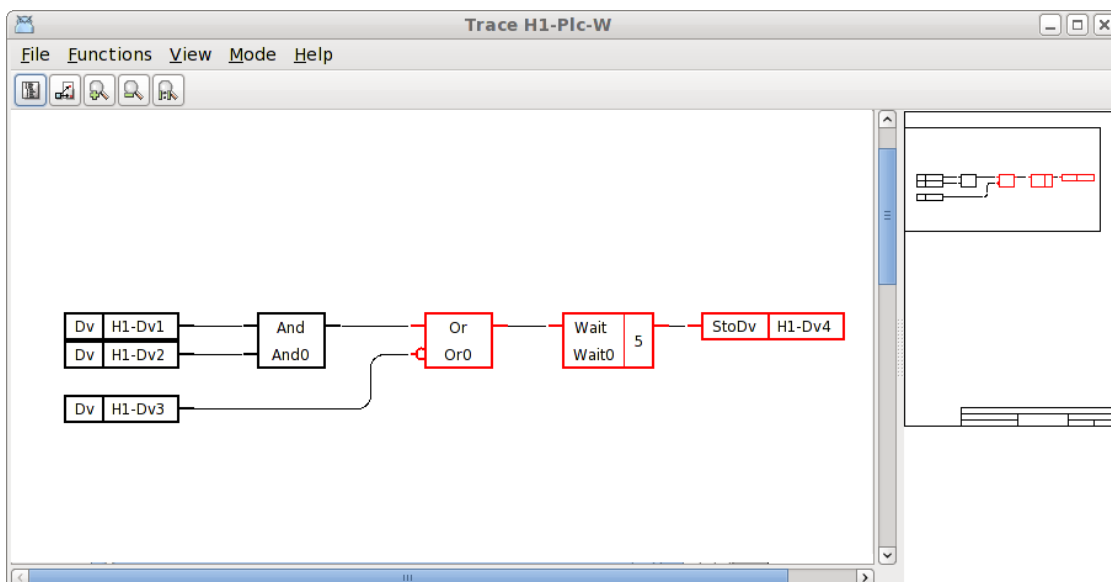 Trace H1-Plc-W
File Functions View Mode Help
Dv H1-Dv1
Dv H1-Dv2
And
And0
Or
Or0
Wait
Wait0
5
StoDv H1-Dv4
Dv H1-Dv3